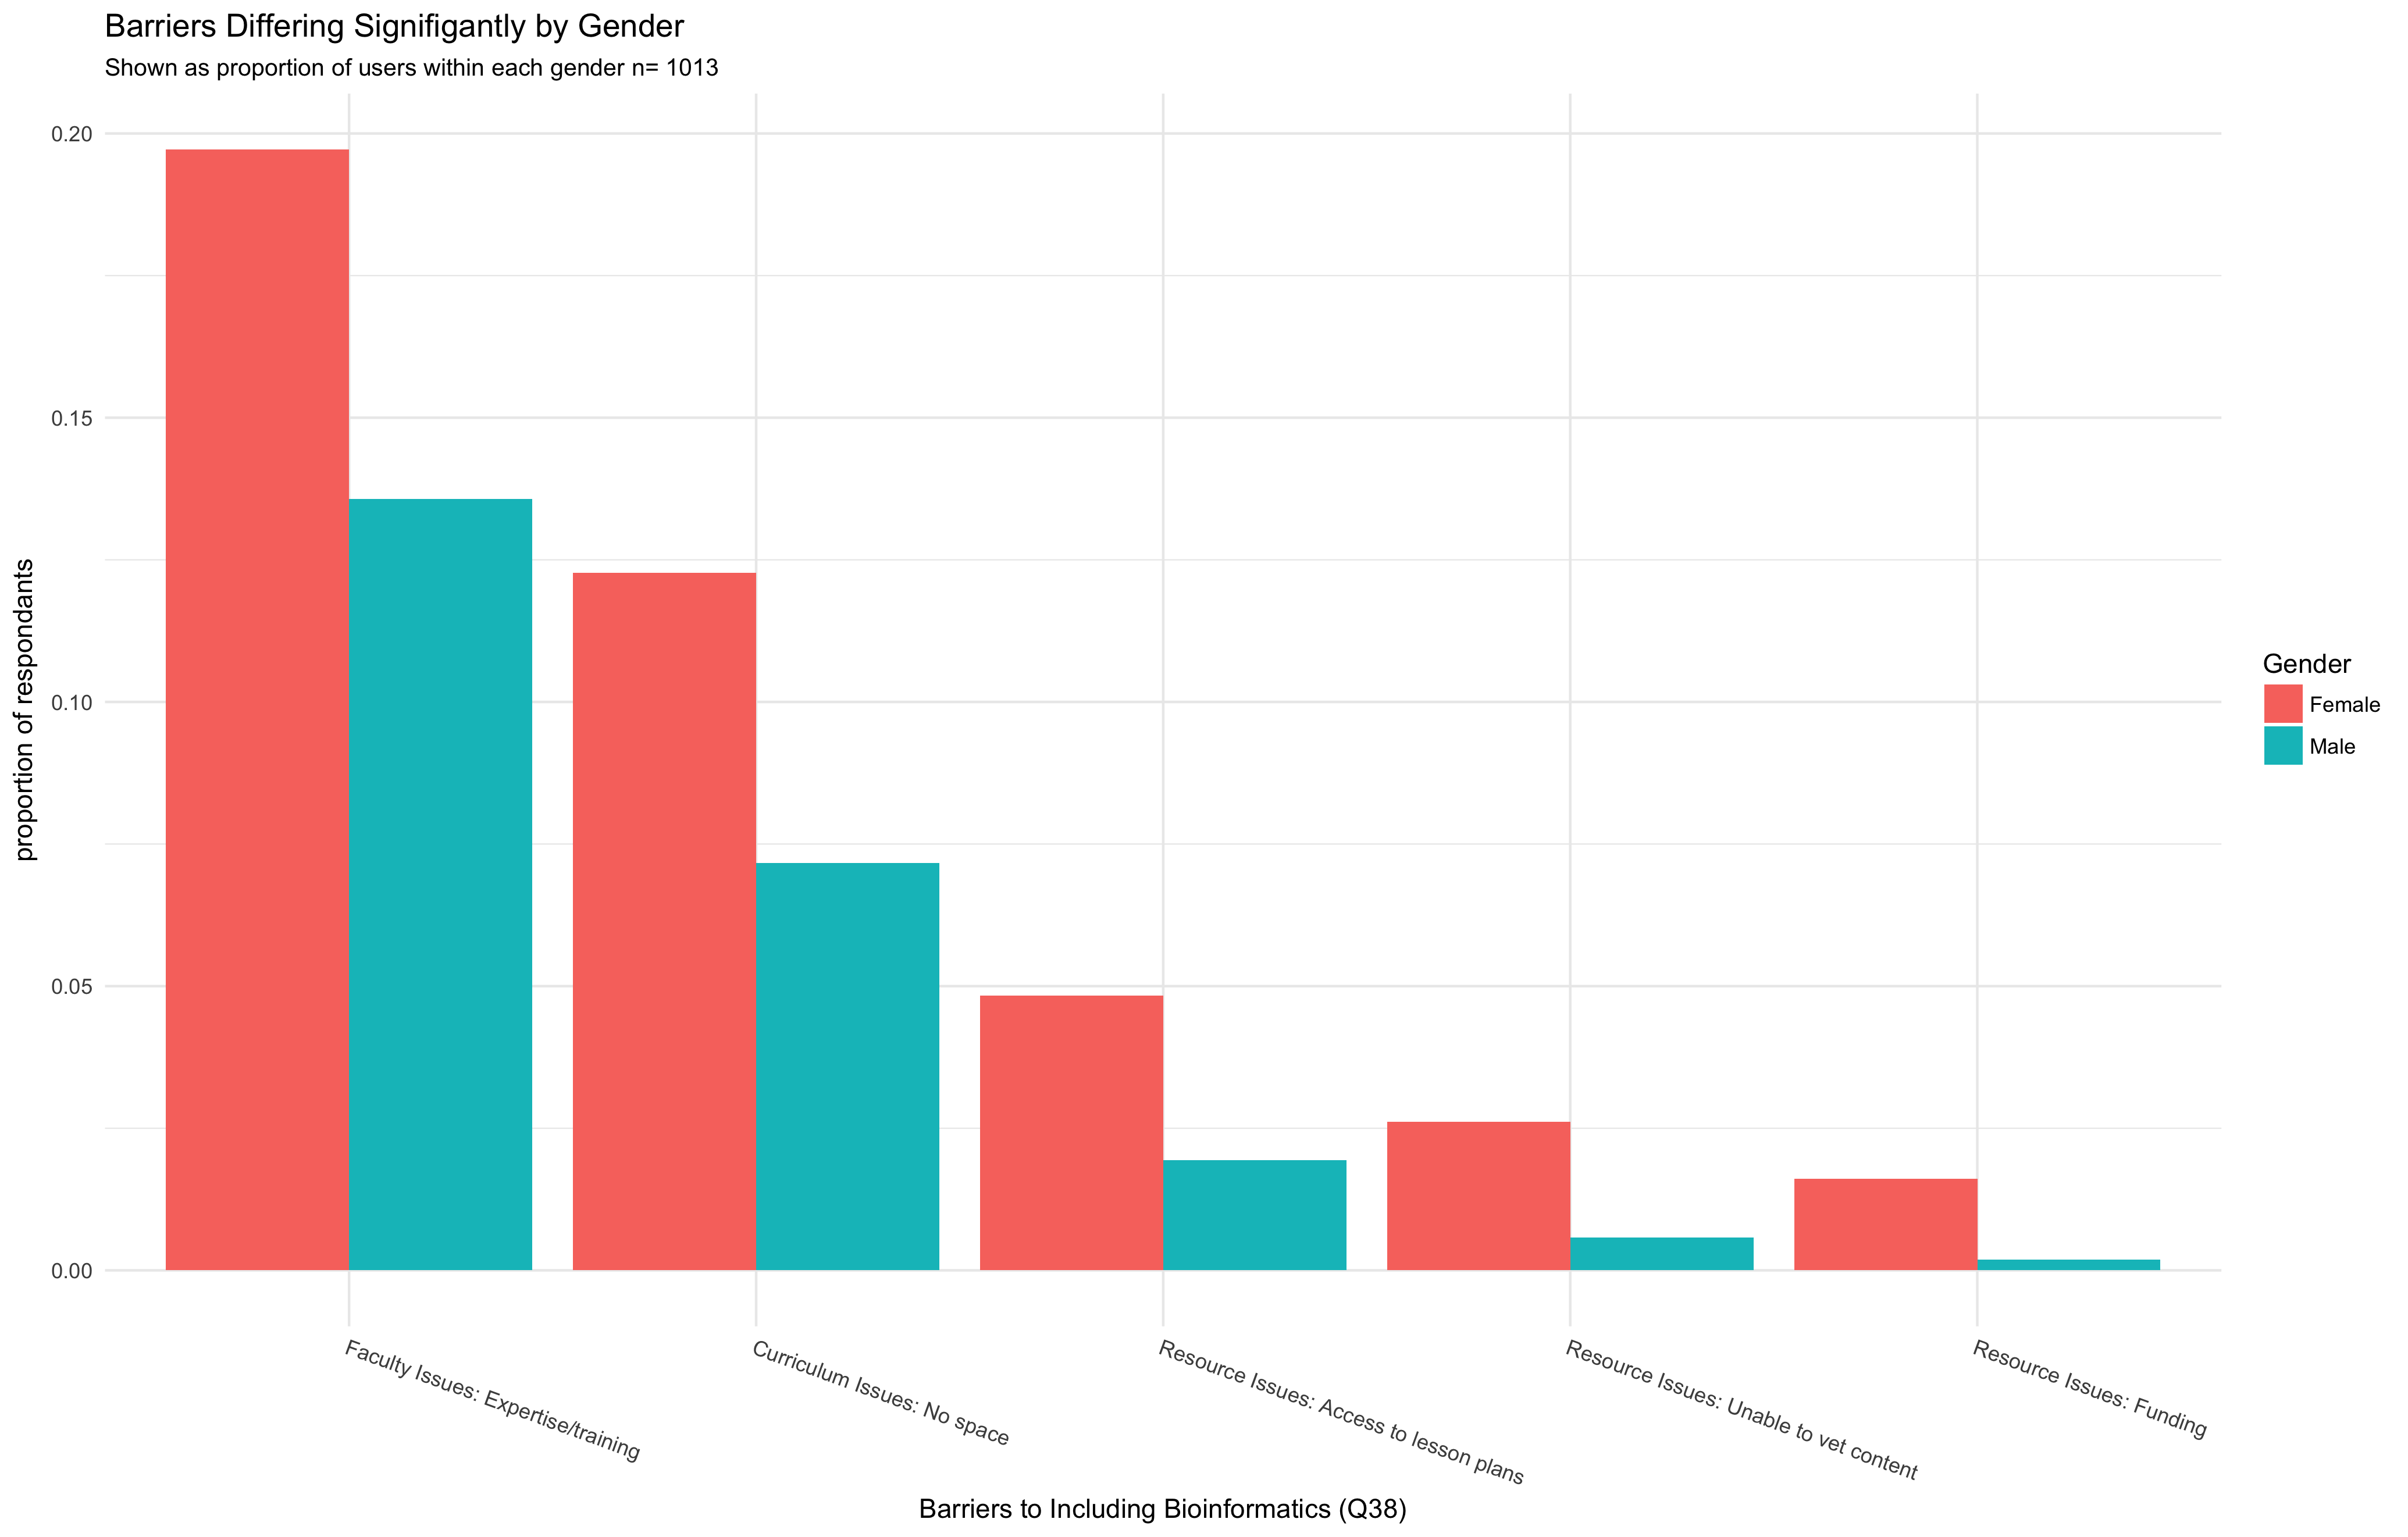 Barriers Differing Signifigantly by Gender
Shown as proportion of users within each gender n= 1013
proportion of respondants
0.20
0.15
0.10
0.05
0.00
Faculty Issues: Expertise/training
Curriculum Issues: No space
Resource Issues: Access to lesson plans
Resource Issues: Unable to vet content
Resource Issues: Funding
Barriers to Including Bioinformatics (Q38)
Gender
Female
Male